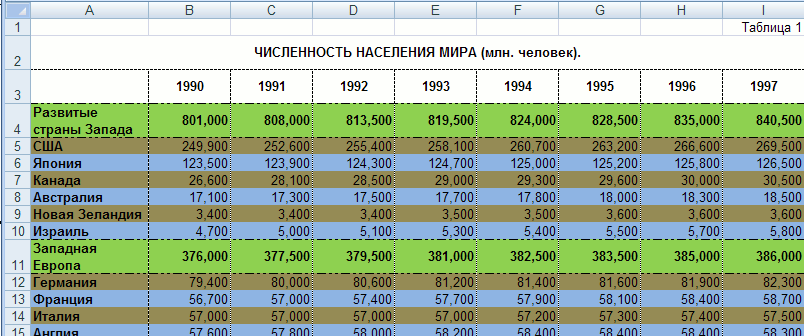 A B C D E F G H I
1 Таблица 1
2 ЧИСЛЕННОСТЬ НАСЕЛЕНИЯ МИРА (млн. человек).
3 1990 1991 1992 1993 1994 1995 1996 1997
Развитые
4 страны Запада 801,000 808,000 813,500 819,500 824,000 828,500 835,000 840,500
5 США 249,900 252,600 255,400 258,100 260,700 263,200 266,600 269,500
6 Япония 123,500 123,900 124,300 124,700 125,000 125,200 125,800 126,500
7 Канада 26,600 28,100 28,500 29,000 29,300 29,600 30,000 30,500
8 Австралия 17,100 17,300 17,500 17,700 17,800 18,000 18,300 18,500
9 Новая Зеландия 3,400 3,400 3,400 3,500 3,500 3,600 3,600 3,600
10 Израиль 4,700 5,000 5,100 5,300 5,400 5,500 5,700 5,800
Западная
11 Европа 376,000 377,500 379,500 381,000 382,500 383,500 385,000 386,000
12 Германия 79,400 80,000 80,600 81,200 81,400 81,600 81,900 82,300
13 Франция 56,700 57,000 57,400 57,700 57,900 58,100 58,400 58,700
14 Италия 57,000 57,000 57,000 57,000 57,200 57,300 57,400 57,500
15 Англия 57,600 57,800 58,000 58,200 58,400 58,400 58,400 58,300